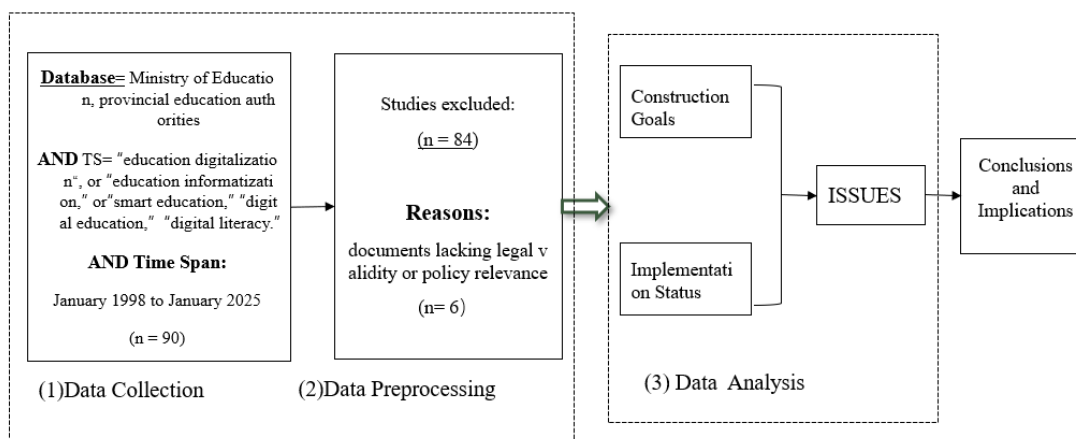 Database= Ministry of Educatio
n, provincial education auth
orities
AND TS= "education digitalizatio
n", or "education informatizati
on," or"smart education," "digit
al education," "digital literacy."
AND Time Span:
January 1998 to January 2025
(n = 90)
(1)Data Collection
Studies excluded:
(n = 84)
Reasons:
documents lacking legal v
alidity or policy relevance
(n= 6)
(2)Data Preprocessing
Construction
Goals
Implementati
on Status
ISSUES
(3) Data Analysis
Conclusions
and
Implications